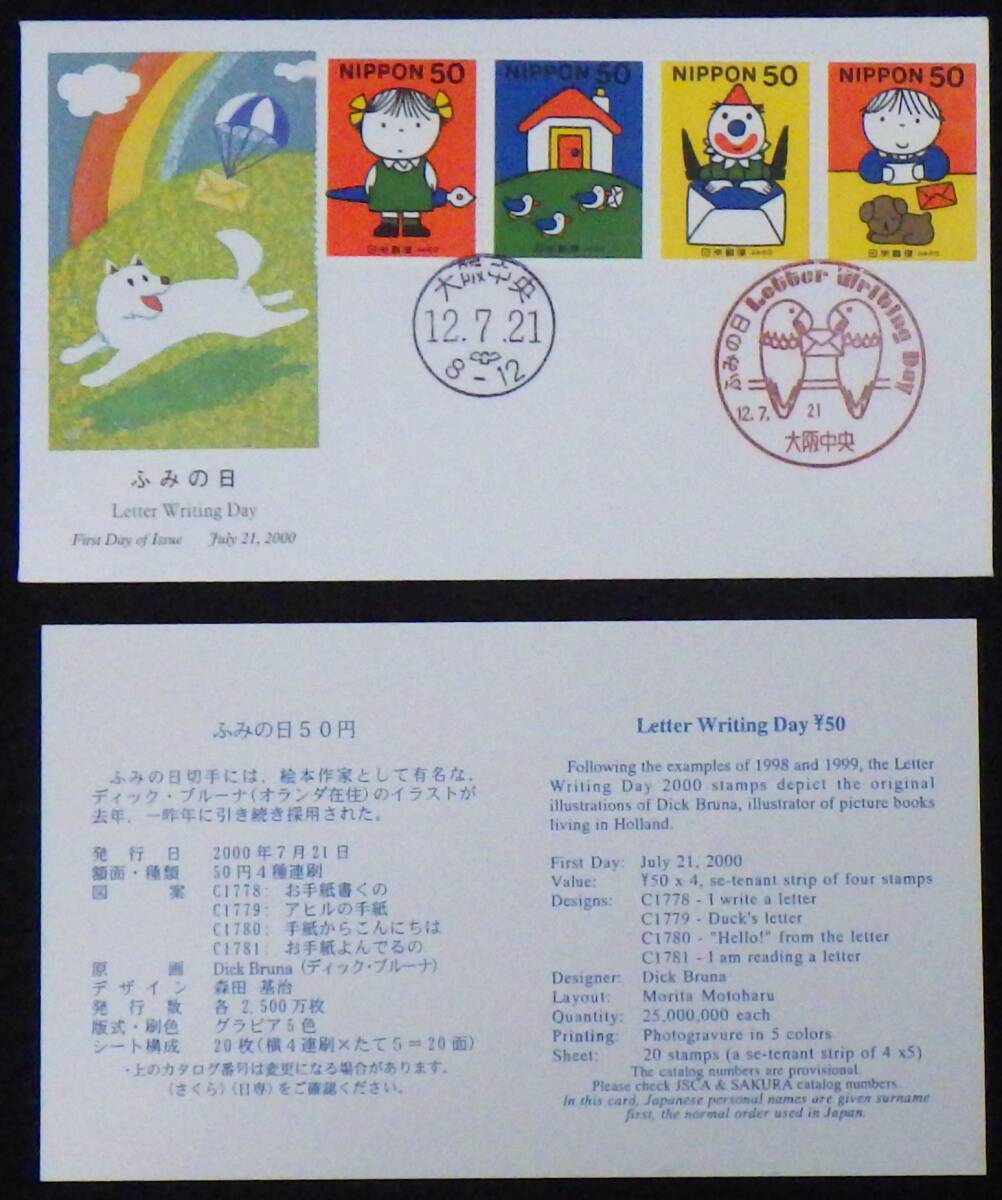 NIPPON 50
NIPPON 50
NIPPON 50
NIPPON 50
日本郵便
日本郵便
日本郵便
日本郵便
大阪中央
12.7.21
8-12
ふみの日 Letter Writing Day
12.7. 21
大阪中央
ふみの日
Letter Writing Day
First Day of Issue July 21, 2000
ふみの日50円
ふみの日切手には、絵本作家として有名な、
ディック・ブルーナ(オランダ在住)のイラストが
去年、一昨年に引き続き採用された。
発行日 2000年7月21日
額面・種類 50円4種連刷
図案 C1778: お手紙書くの
C1779: アヒルの手紙
C1780: 手紙からこんにちは
C1781: お手紙よんでるの
原画 Dick Bruna (ディック・ブルーナ)
デザイン 森田 基治
発行数 各2,500万枚
版式・刷色 グラビア5色
シート構成 20枚(横4連刷×たて5=20面)
・上のカタログ番号は変更になる場合があります。
(さくら)(日専)をご確認ください。
Letter Writing Day ¥50
Following the examples of 1998 and 1999, the Letter
Writing Day 2000 stamps depict the original
illustrations of Dick Bruna, illustrator of picture books
living in Holland.
First Day: July 21, 2000
Value: ¥50 x 4, se-tenant strip of four stamps
Designs: C1778 - I write a letter
C1779 - Duck's letter
C1780 - "Hello!" from the letter
C1781 - I am reading a letter
Designer: Dick Bruna
Layout: Morita Motoharu
Quantity: 25,000,000 each
Printing: Photogravure in 5 colors
Sheet: 20 stamps (a se-tenant strip of 4 x5)
The catalog numbers are provisional.
Please check JSCA & SAKURA catalog numbers.
In this card, Japanese personal names are given surname
first, the normal order used in Japan.